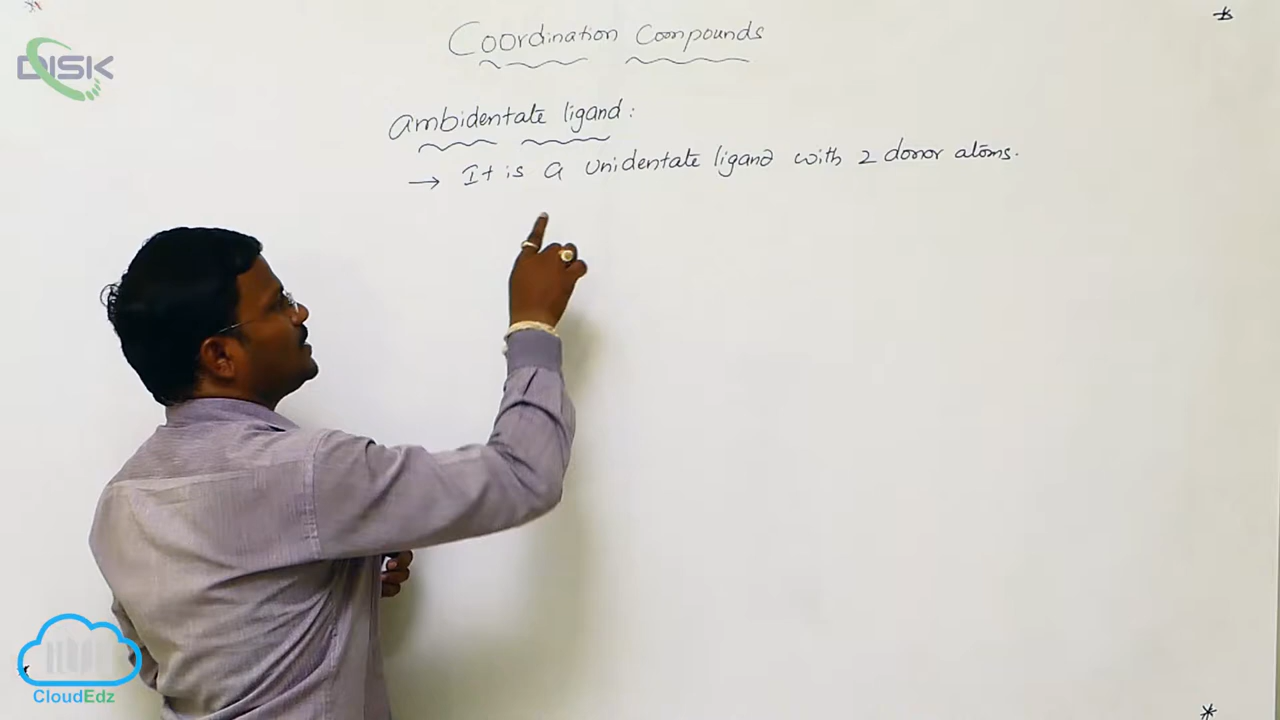 Coordination Compounds
DISK
Ambidentate ligand:
→ It is a unidentate ligand with 2 donor atoms.
CloudEdz